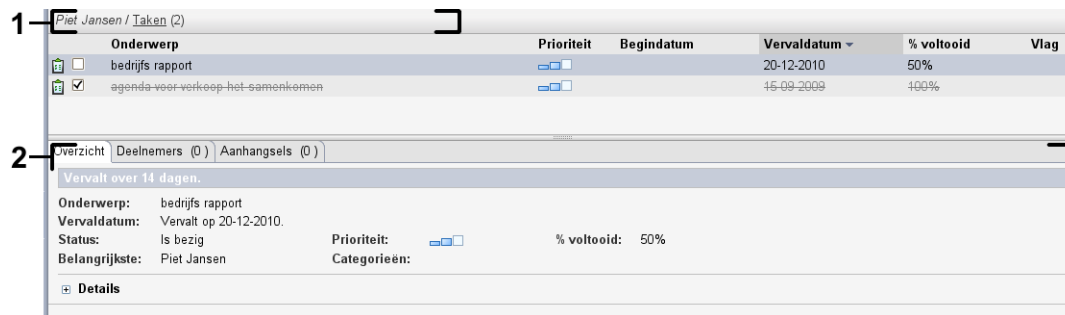 1
Piet Jansen / Taken (2)
Onderwerp Prioriteit Begindatum Vervaldatum % voltooid Vlag
bedrijfs rapport 20-12-2010 50%
agenda voor verkoop het samenkomen 15-09-2009 100%
2
Overzicht Deelnemers (0) Aanhangsels (0)
Vervalt over 14 dagen.
Onderwerp: bedrijfs rapport
Vervaldatum: Vervalt op 20-12-2010.
Status: Is bezig Prioriteit: % voltooid: 50%
Belangrijkste: Piet Jansen Categorieën:
Details